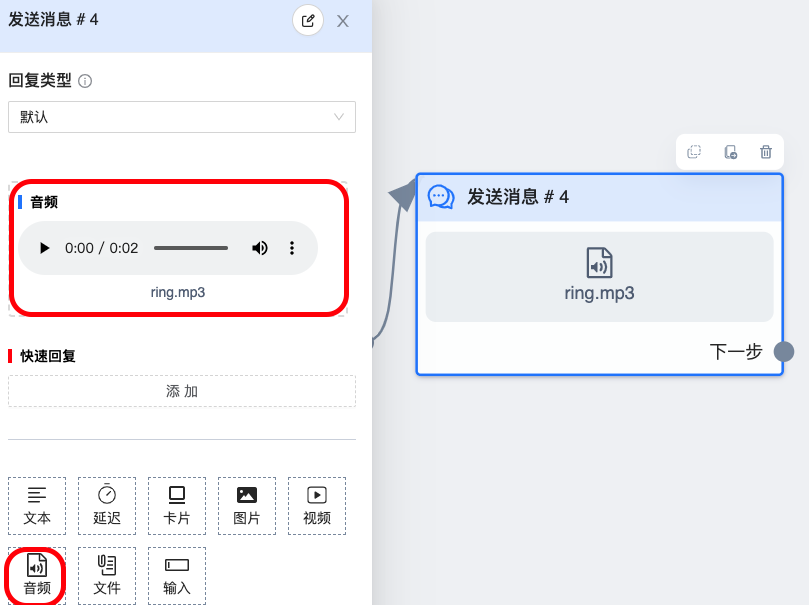 发送消息 # 4
回复类型
默认
音频
0:00 / 0:02
ring.mp3
快速回复
添 加
文本
延迟
卡片
图片
视频
音频
文件
输入
发送消息 # 4
ring.mp3
下一步